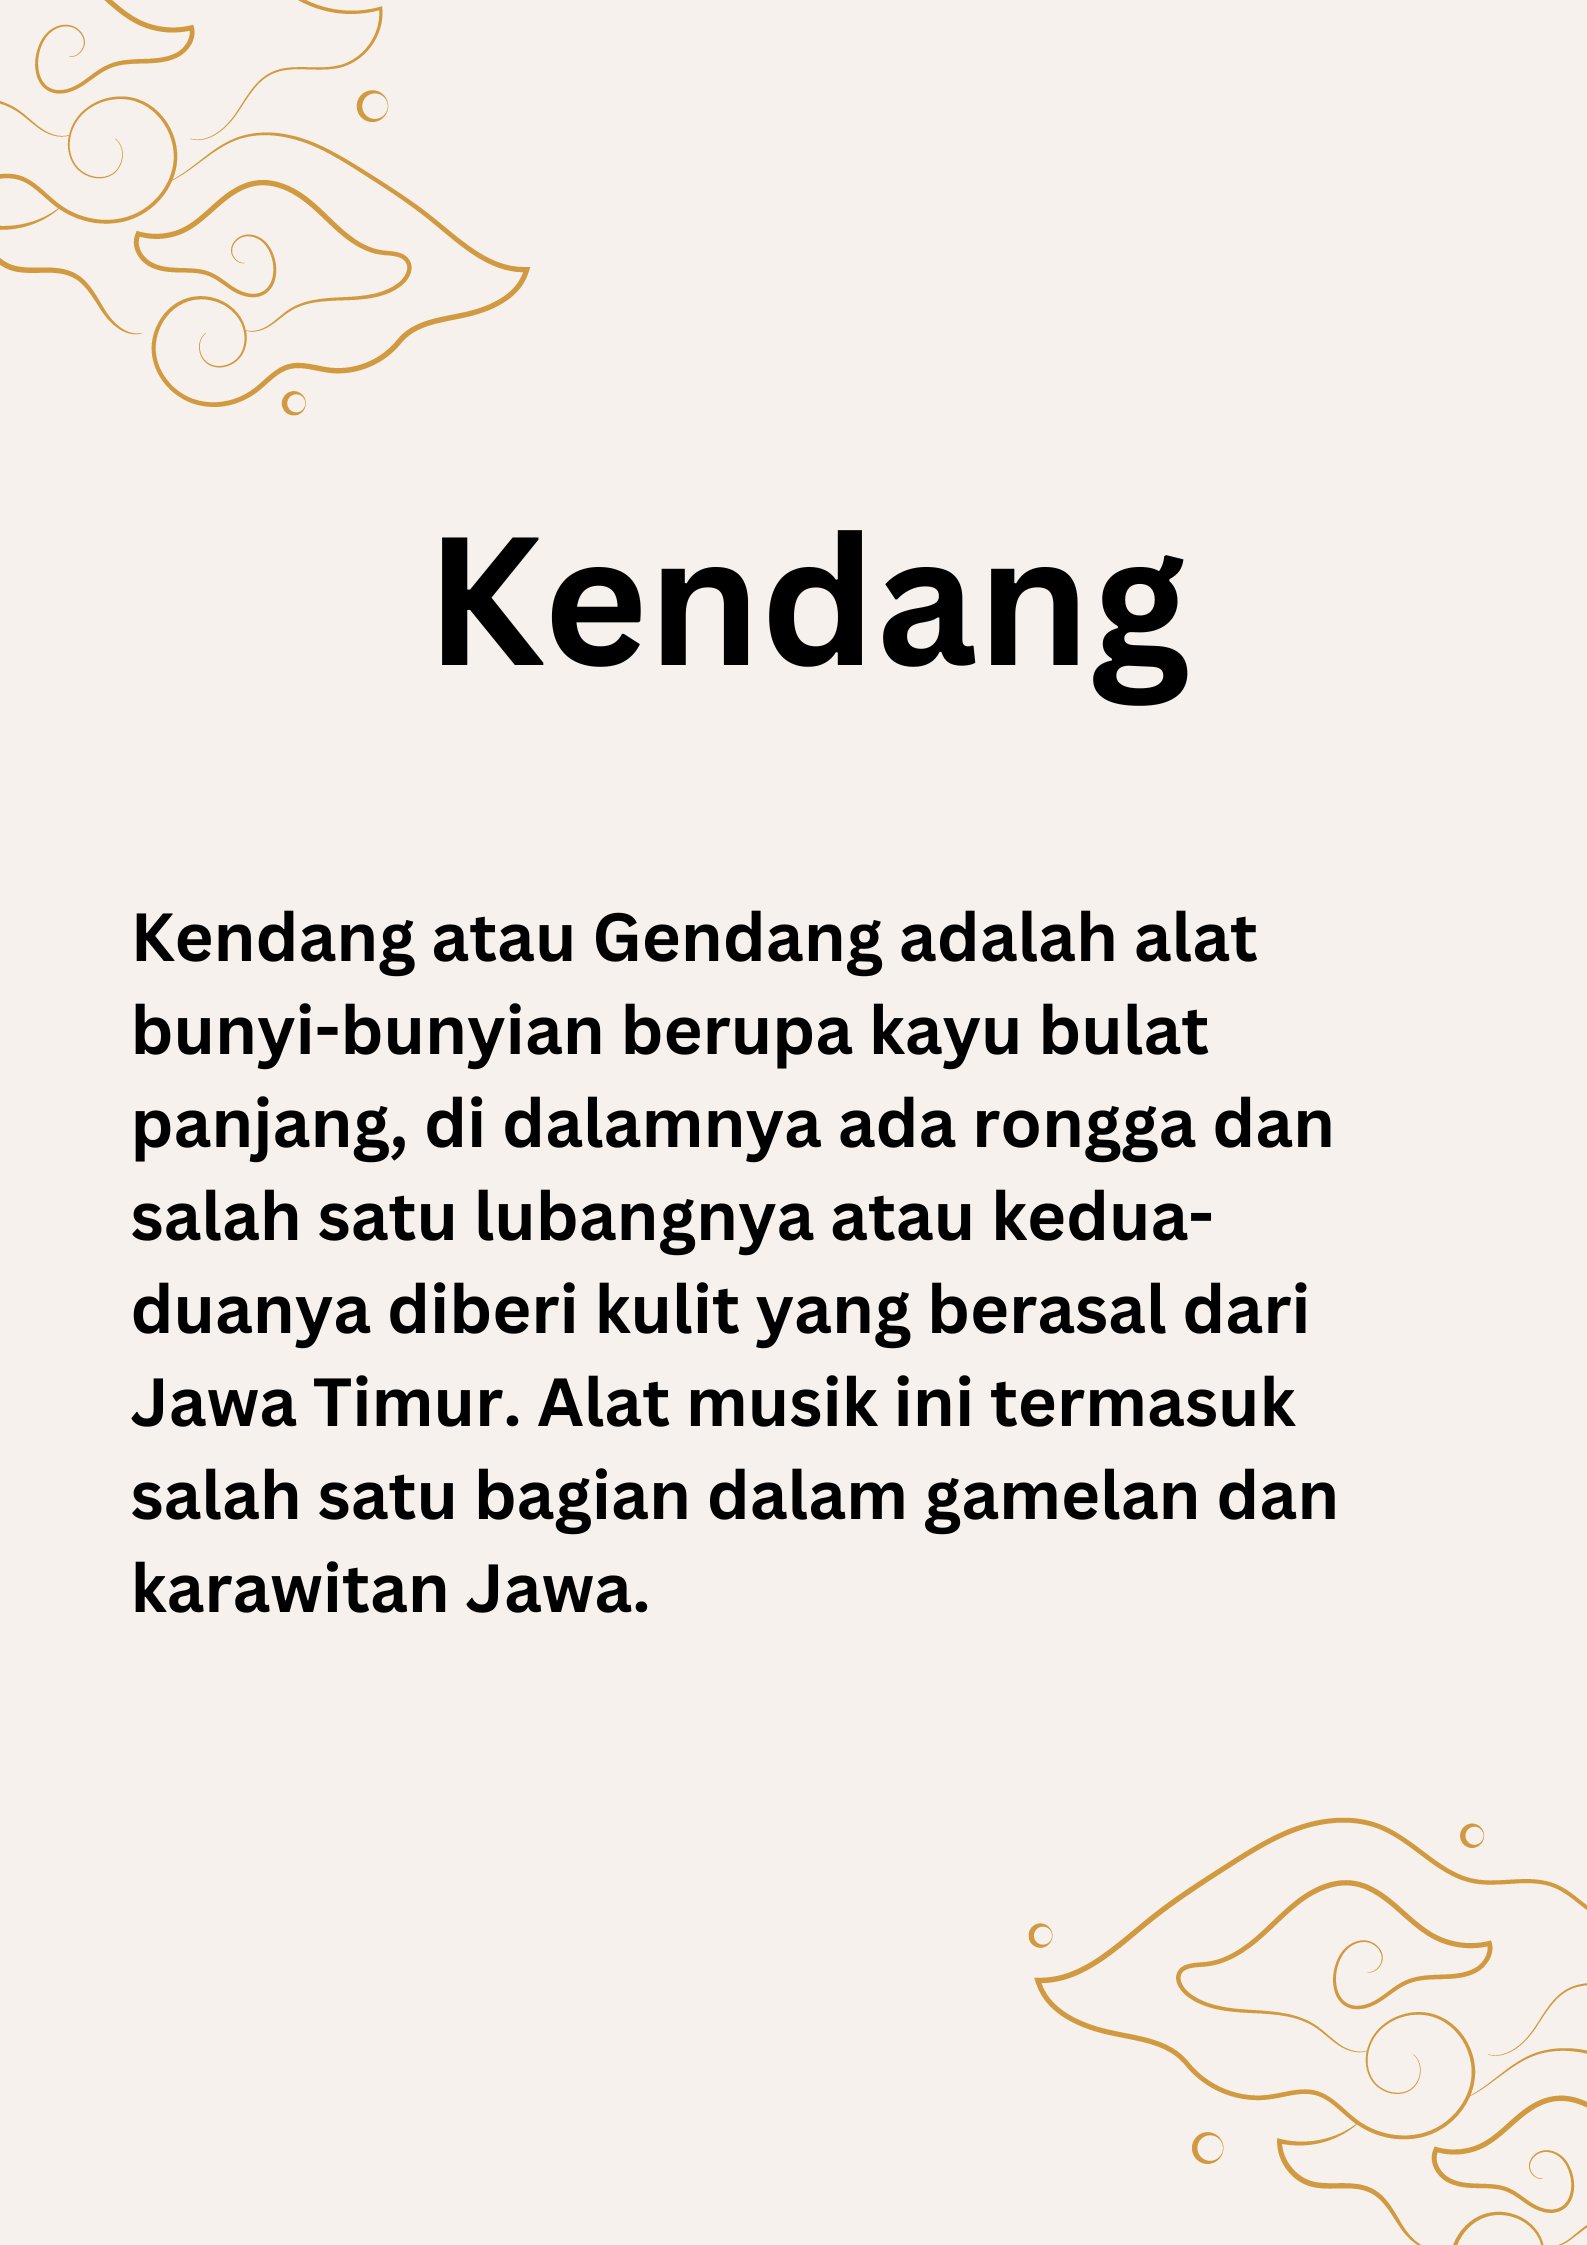 Kendang
Kendang atau Gendang adalah alat
bunyi-bunyian berupa kayu bulat
panjang, di dalamnya ada rongga dan
salah satu lubangnya atau kedua-
duanya diberi kulit yang berasal dari
Jawa Timur. Alat musik ini termasuk
salah satu bagian dalam gamelan dan
karawitan Jawa.